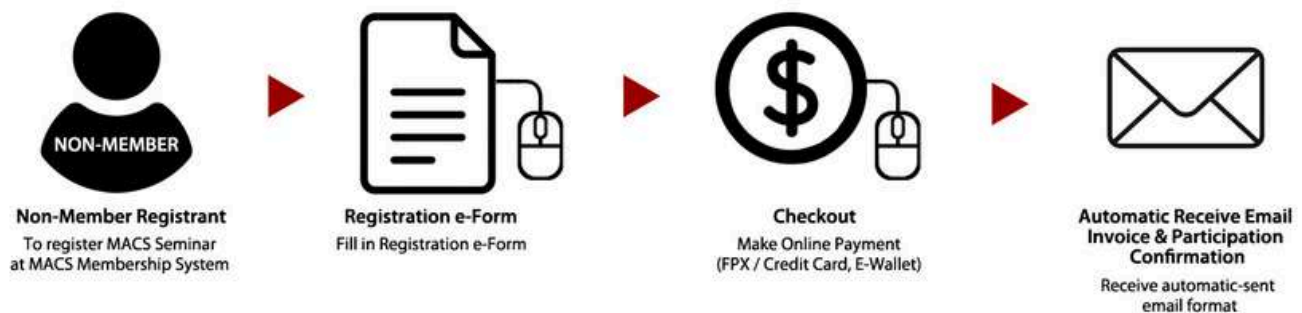 NON-MEMBER
Non-Member Registrant
To register MACS Seminar
at MACS Membership System
Registration e-Form
Fill in Registration e-Form
$
Checkout
Make Online Payment
(FPX / Credit Card, E-Wallet)
Automatic Receive Email
Invoice & Participation
Confirmation
Receive automatic-sent
email format